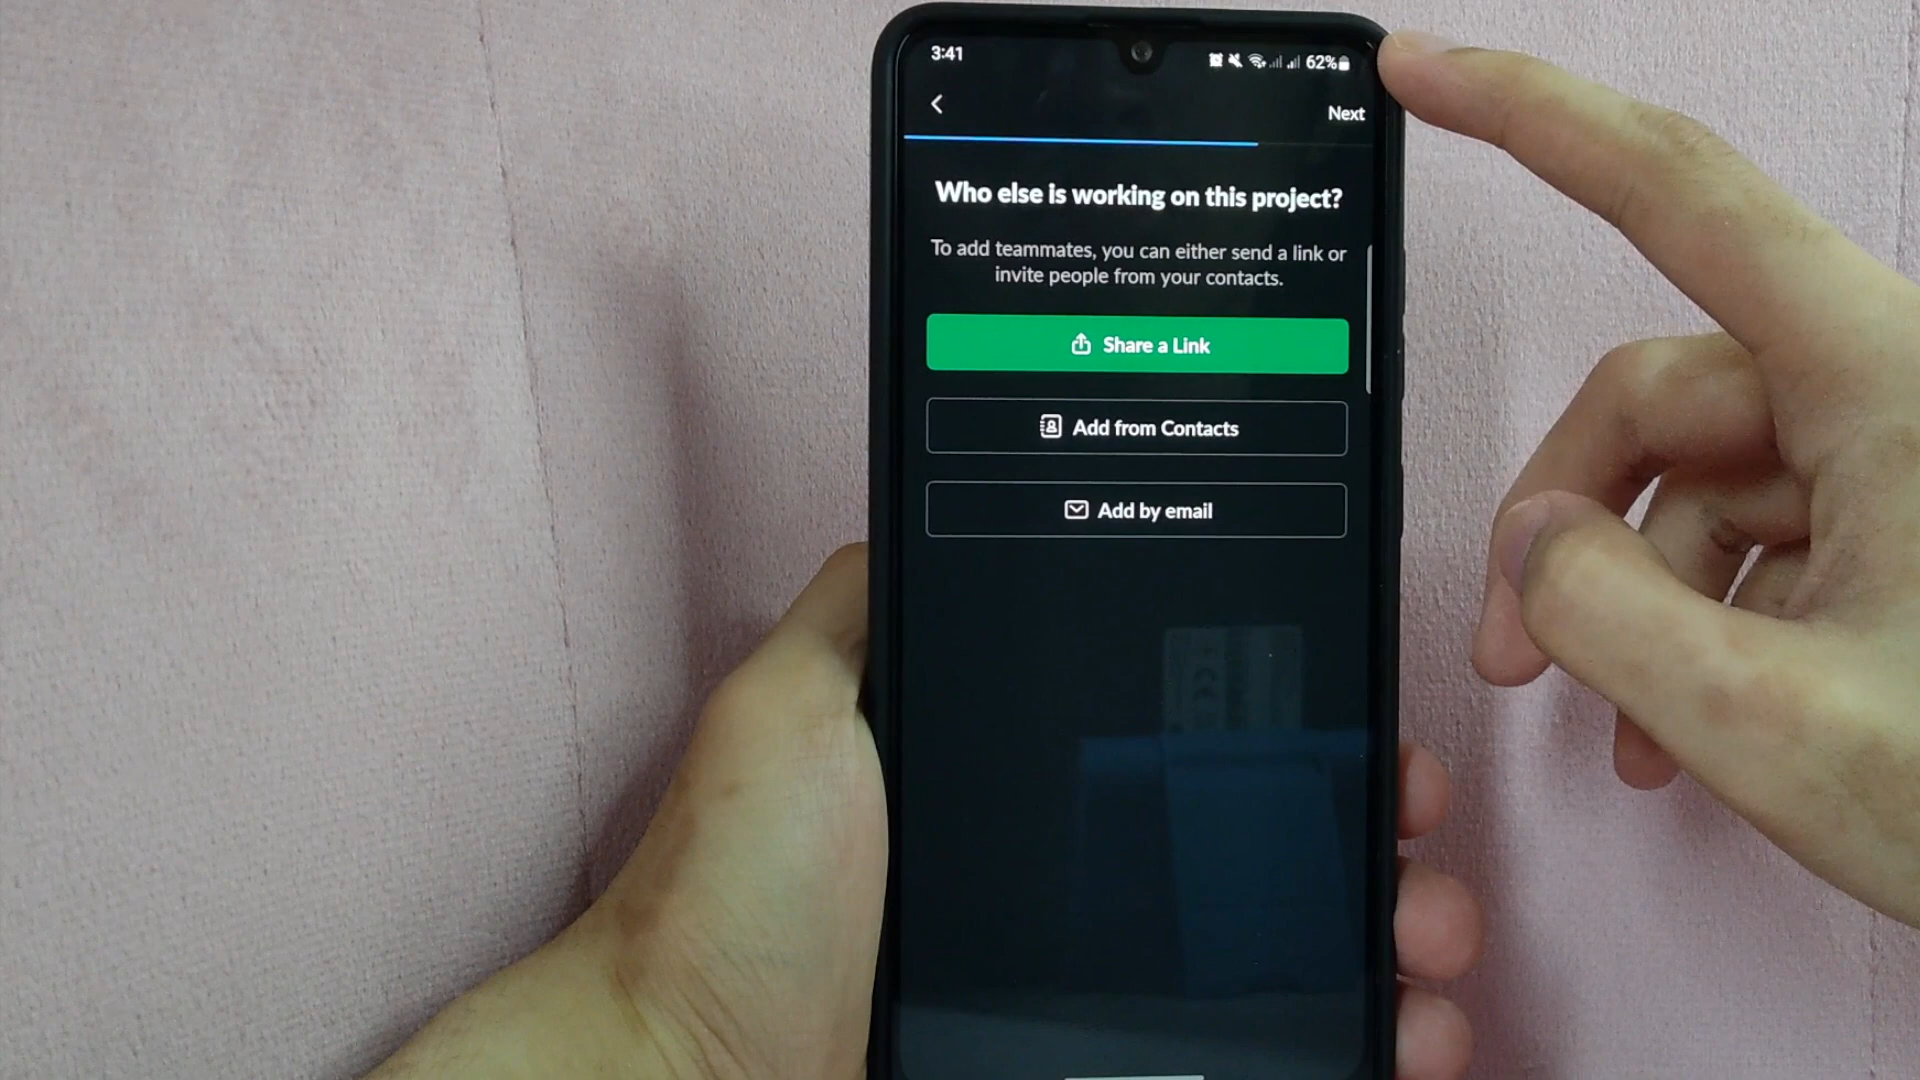 3:41
62%
Next
Who else is working on this project?
To add teammates, you can either send a link or
invite people from your contacts.
Share a Link
Add from Contacts
Add by email